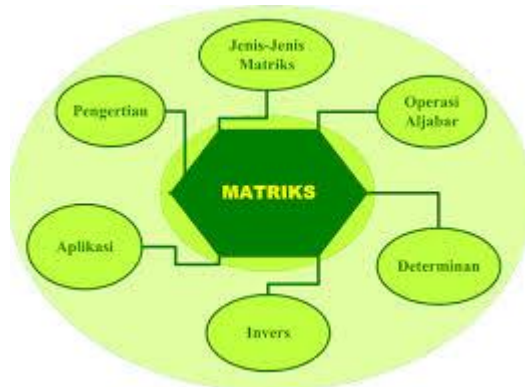 Jenis-Jenis
Matriks
Pengertian
Operasi
Aljabar
MATRIKS
Aplikasi
Determinan
Invers